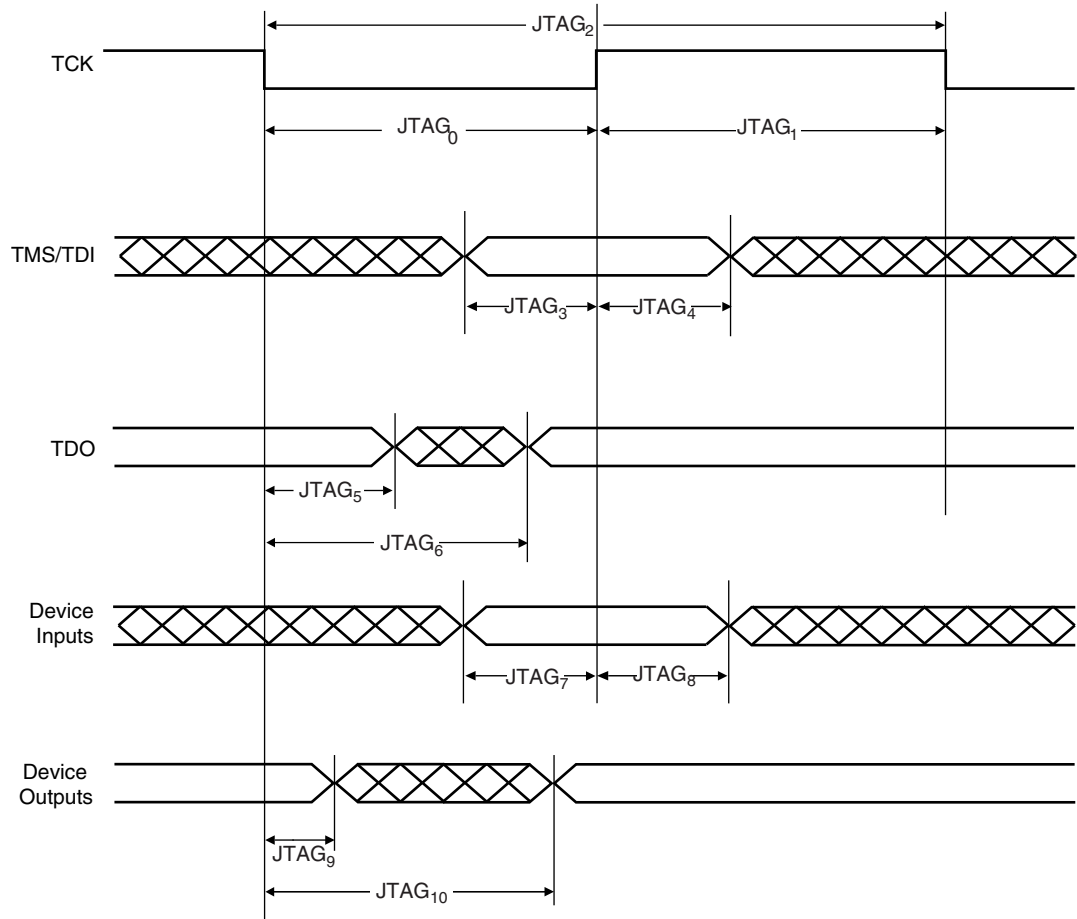 JTAG₂
TCK
JTAG₀
JTAG₁
TMS/TDI
JTAG₃
JTAG₄
TDO
JTAG₅
JTAG₆
Device
Inputs
JTAG₇
JTAG₈
Device
Outputs
JTAG₉
JTAG₁₀